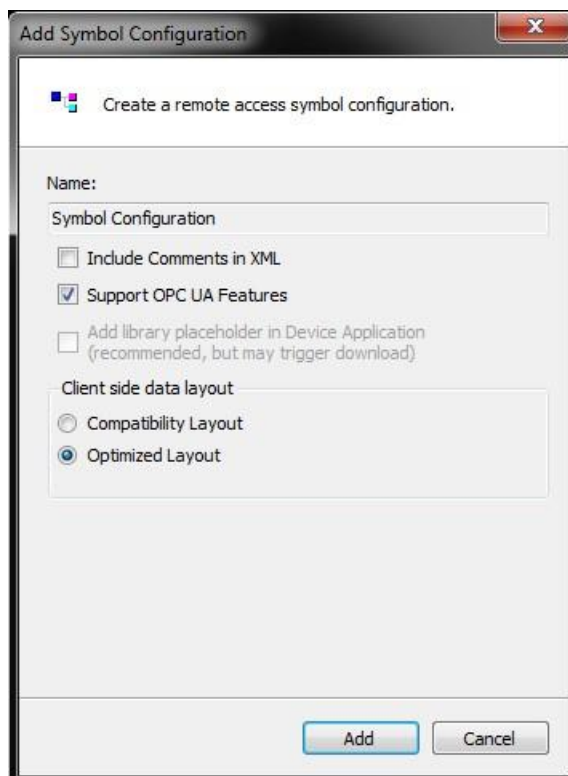 Add Symbol Configuration
Create a remote access symbol configuration.
Name:
Symbol Configuration
Include Comments in XML
Support OPC UA Features
Add library placeholder in Device Application
(recommended, but may trigger download)
Client side data layout
Compatibility Layout
Optimized Layout
Add
Cancel